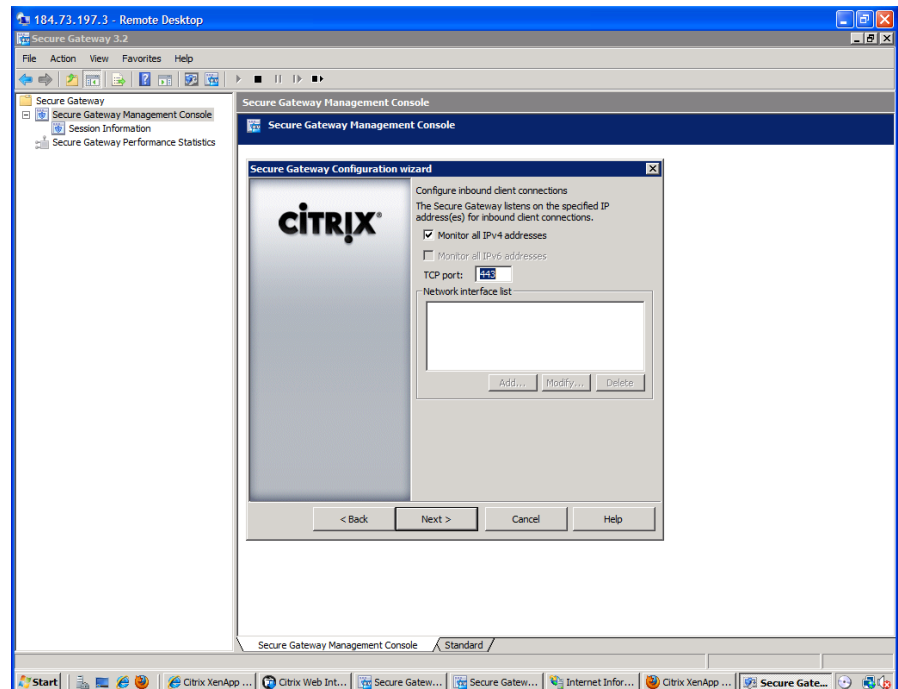 184.73.197.3 - Remote Desktop
Secure Gateway 3.2
File Action View Favorites Help
Secure Gateway
Secure Gateway Management Console
Session Information
Secure Gateway Performance Statistics
Secure Gateway Management Console
Secure Gateway Management Console
Secure Gateway Configuration wizard
CITRIX®
Configure inbound client connections
The Secure Gateway listens on the specified IP
address(es) for inbound client connections.
Monitor all IPv4 addresses
Monitor all IPv6 addresses
TCP port: 443
Network interface list
Add... Modify... Delete
< Back Next > Cancel Help
Secure Gateway Management Console Standard
Start Citrix XenApp ... Citrix Web Int... Secure Gatew... Secure Gatew... Internet Infor... Citrix XenApp ... Secure Gate...